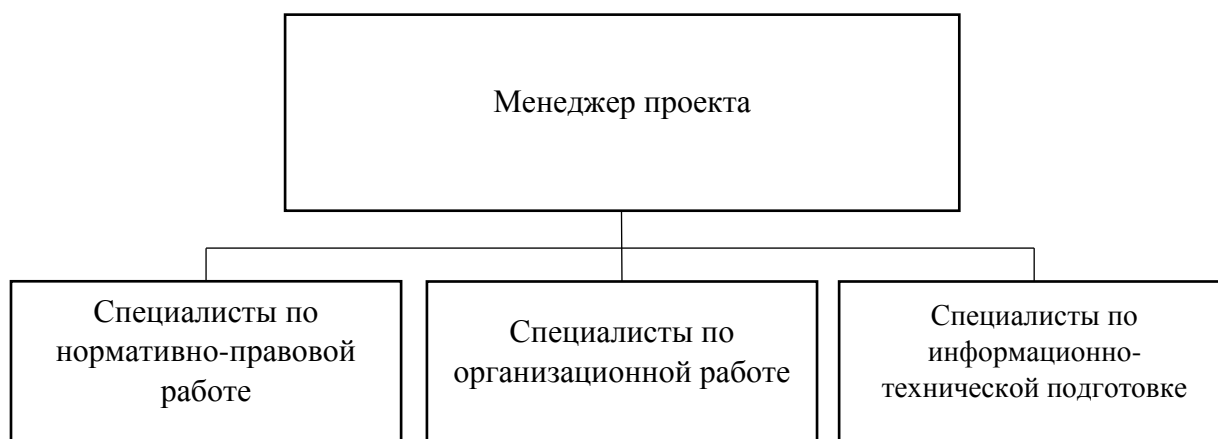 Менеджер проекта
Специалисты по
нормативно-правовой
работе
Специалисты по
организационной работе
Специалисты по
информационно-
технической подготовке